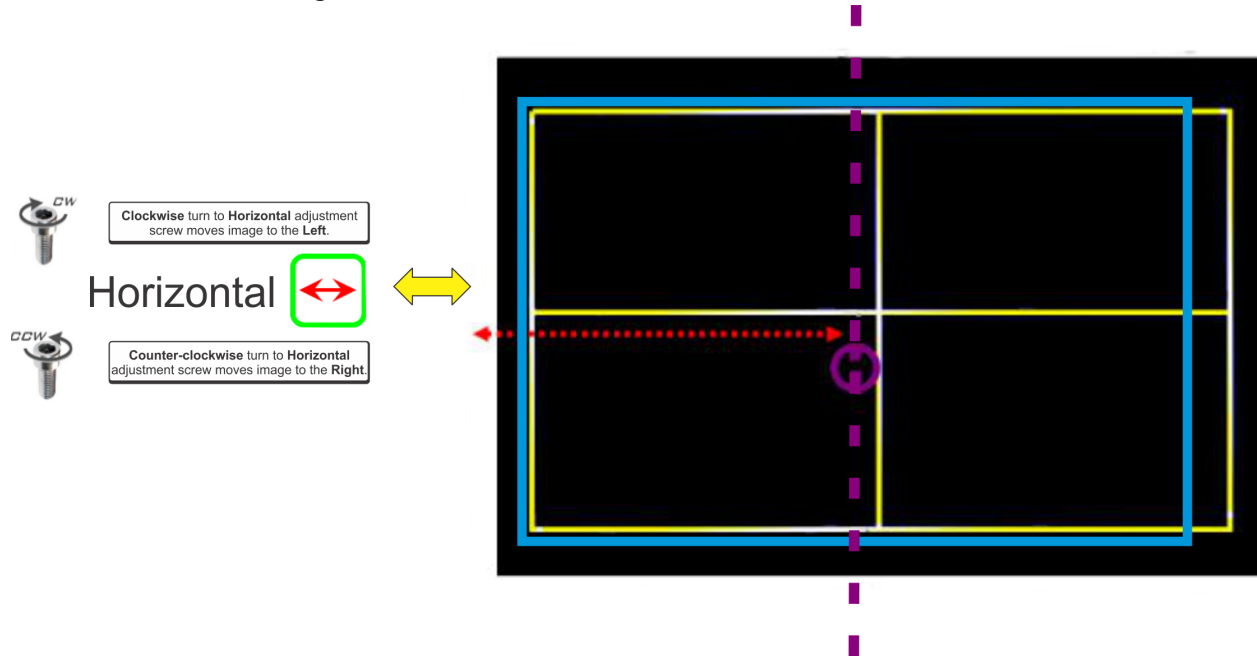 CW
Clockwise turn to Horizontal adjustment
screw moves image to the Left.
Horizontal
CCW
Counter-clockwise turn to Horizontal
adjustment screw moves image to the Right.